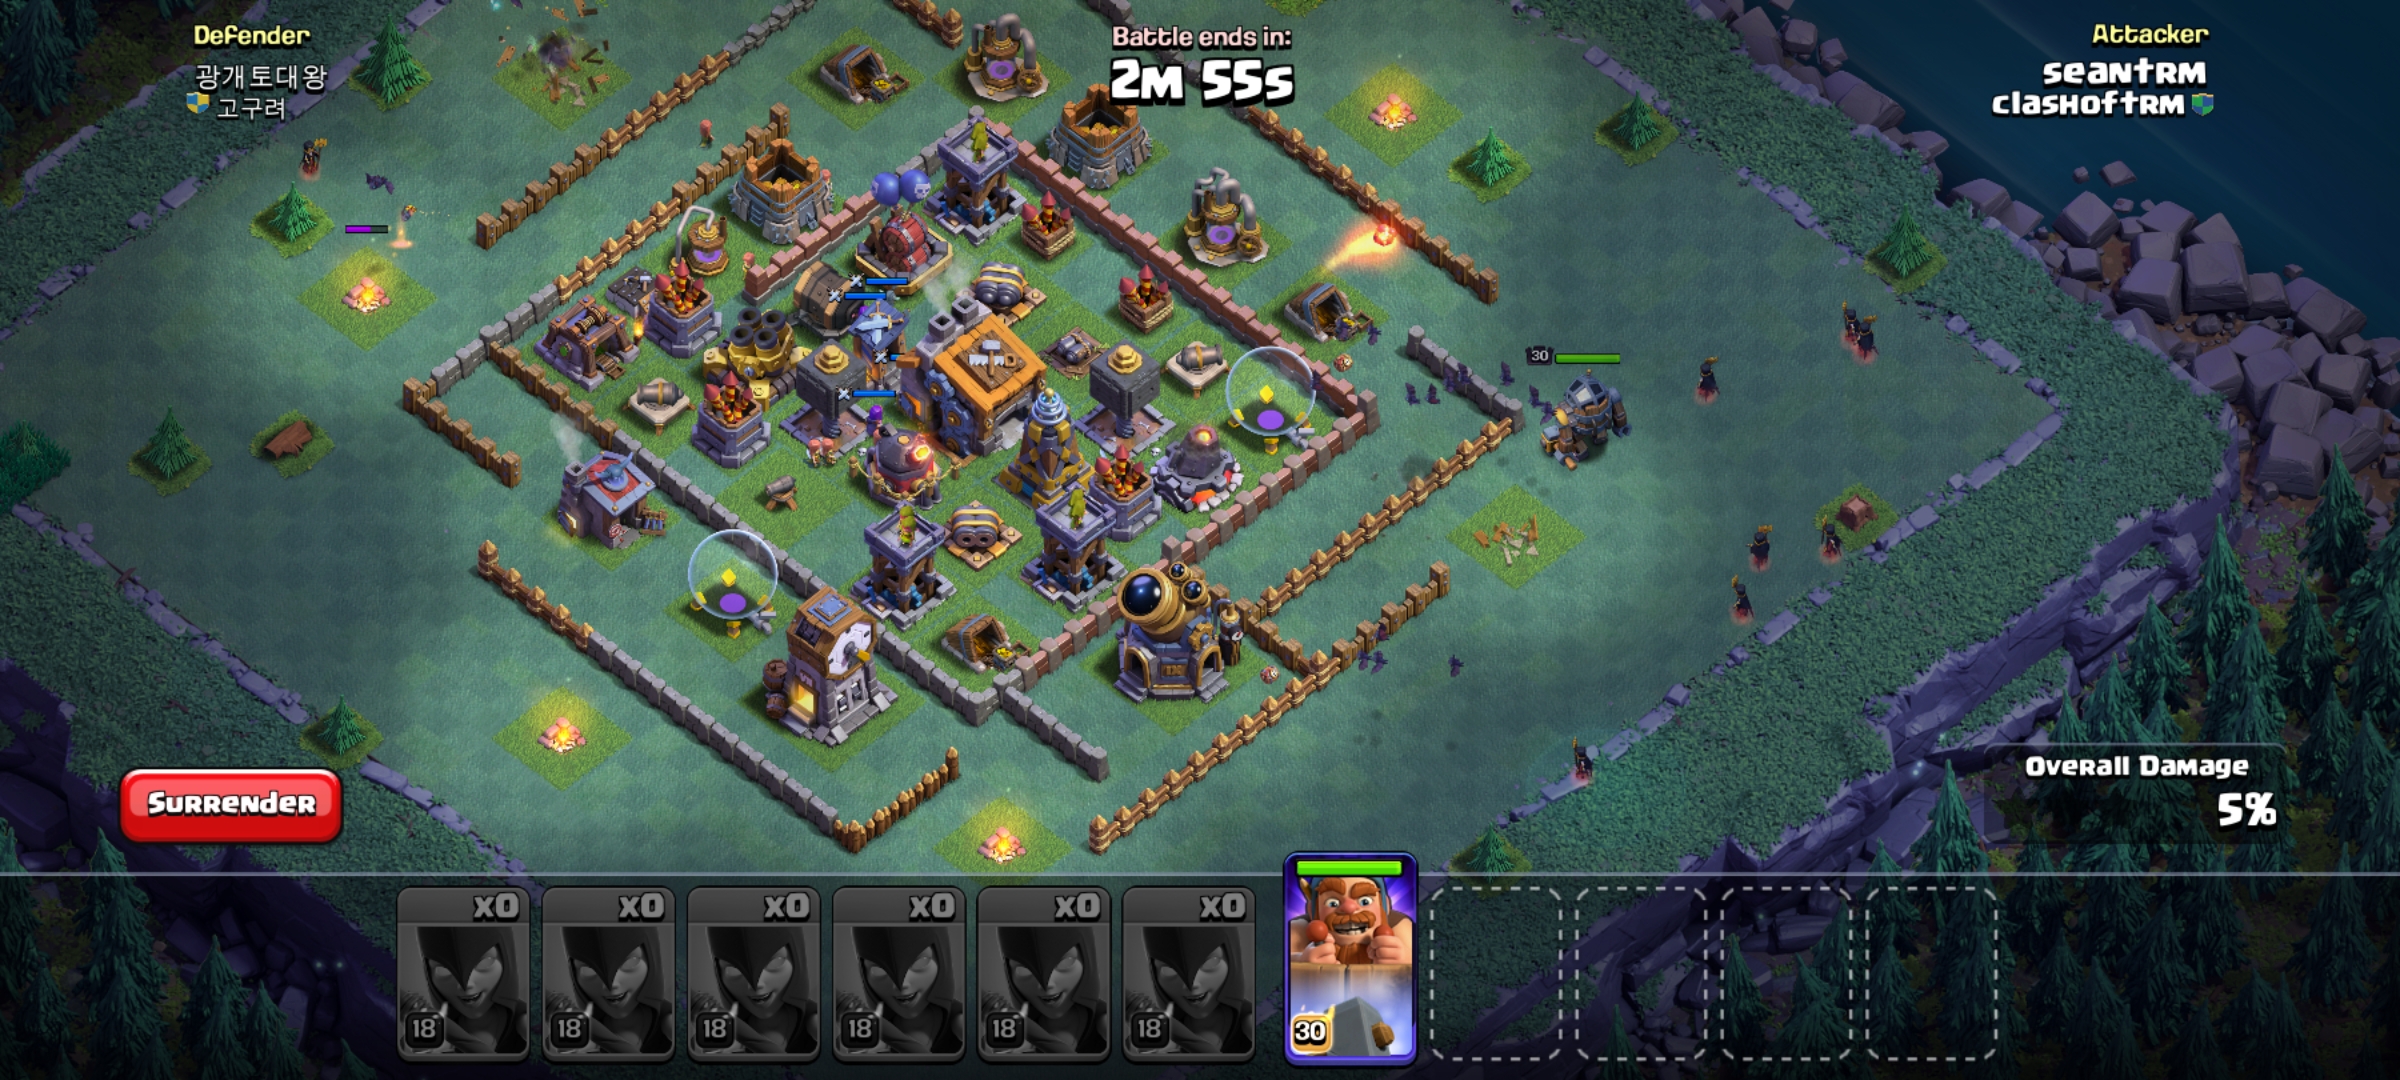 Defender
광개토대왕
고구려
Battle ends in:
2M 55s
Attacker
seantRM
clashoftRM
30
Surrender
Overall Damage
5%
x0
x0
x0
x0
x0
x0
18
18
18
18
18
18
30